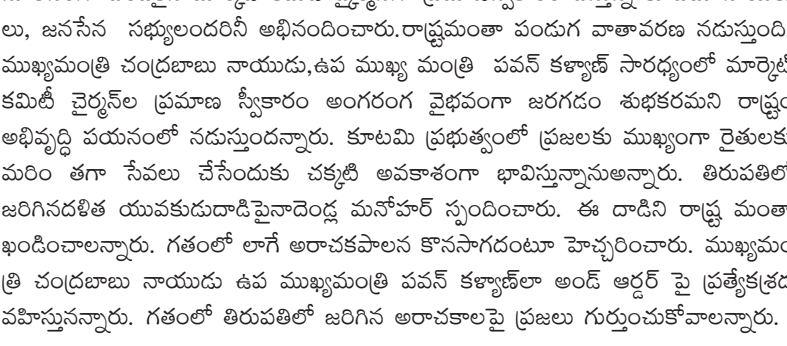 లు, జనసేన సభ్యులందరినీ అభినందించారు.రాష్ట్రమంతా పండుగ వాతావరణ నడుస్తుంది
ముఖ్యమంత్రి చంద్రబాబు నాయుడు,ఉప ముఖ్య మంత్రి పవన్ కళ్యాణ్ సారధ్యంలో మార్కెటీ
కమిటీ చైర్మన్‌ల ప్రమాణ స్వీకారం అంగరంగ వైభవంగా జరగడం శుభకరమని రాష్ట్రం
అభివృద్ధి పయనంలో నడుస్తుందన్నారు. కూటమి ప్రభుత్వంలో ప్రజలకు ముఖ్యంగా రైతులకు
మరిం తగా సేవలు చేసేందుకు చక్కటి అవకాశంగా భావిస్తున్నానుఅన్నారు. తిరుపతిలో
జరిగినదళిత యువకుడుదాడిపైనాదెండ్ల మనోహర్ స్పందించారు. ఈ దాడిని రాష్ట్ర మంతా
ఖండించాలన్నారు. గతంలో లాగే అరాచకపాలన కొనసాగదంటూ హెచ్చరించారు. ముఖ్యమం
త్రి చంద్రబాబు నాయుడు ఉప ముఖ్యమంత్రి పవన్ కళ్యాణ్‌లా అండ్ ఆర్డర్ పై ప్రత్యేకశ్రద
వహిస్తునన్నారు. గతంలో తిరుపతిలో జరిగిన అరాచకాలపై ప్రజలు గుర్తుంచుకోవాలన్నారు.